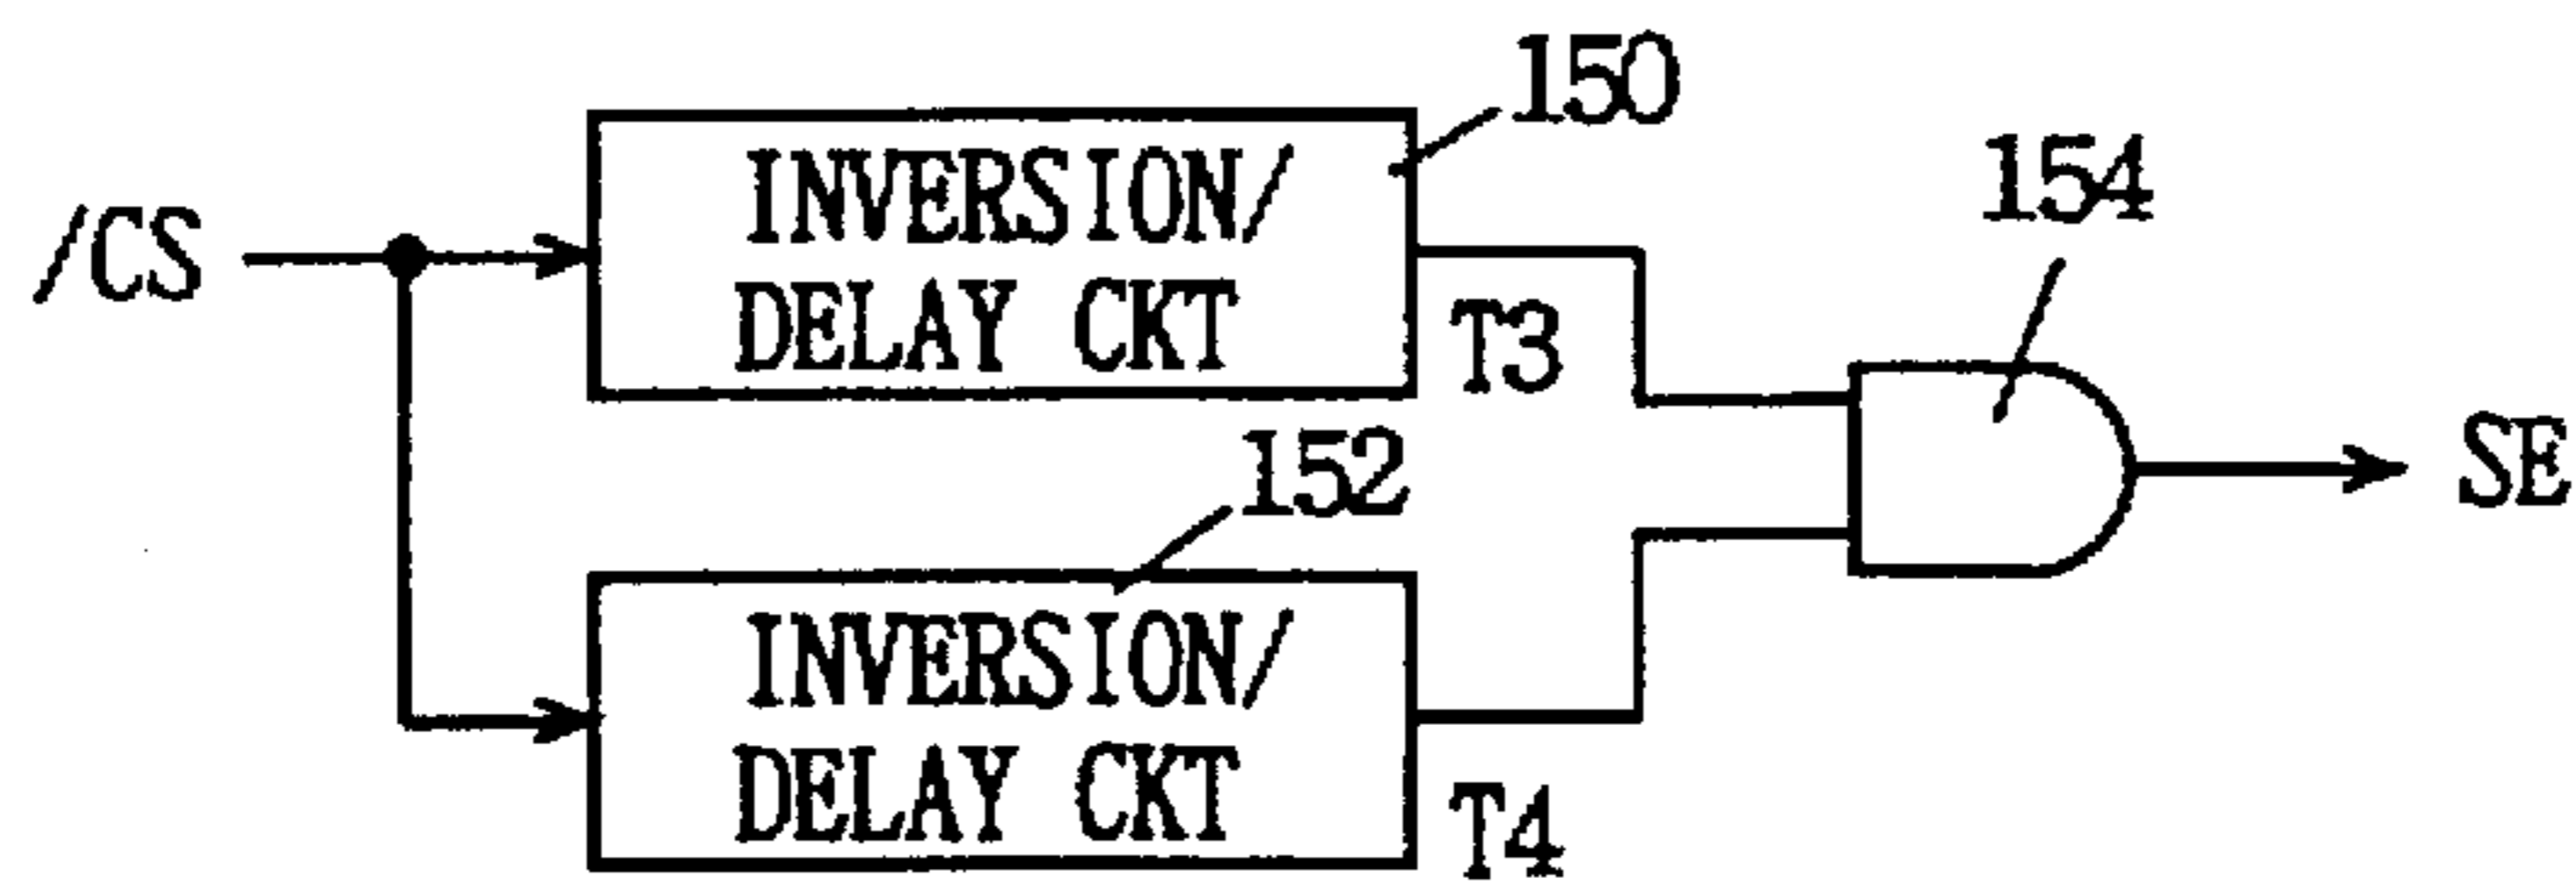 150
INVERSION/
DELAY CKT
/CS
154
T3
152
SE
INVERSION/
DELAY CKT
T4